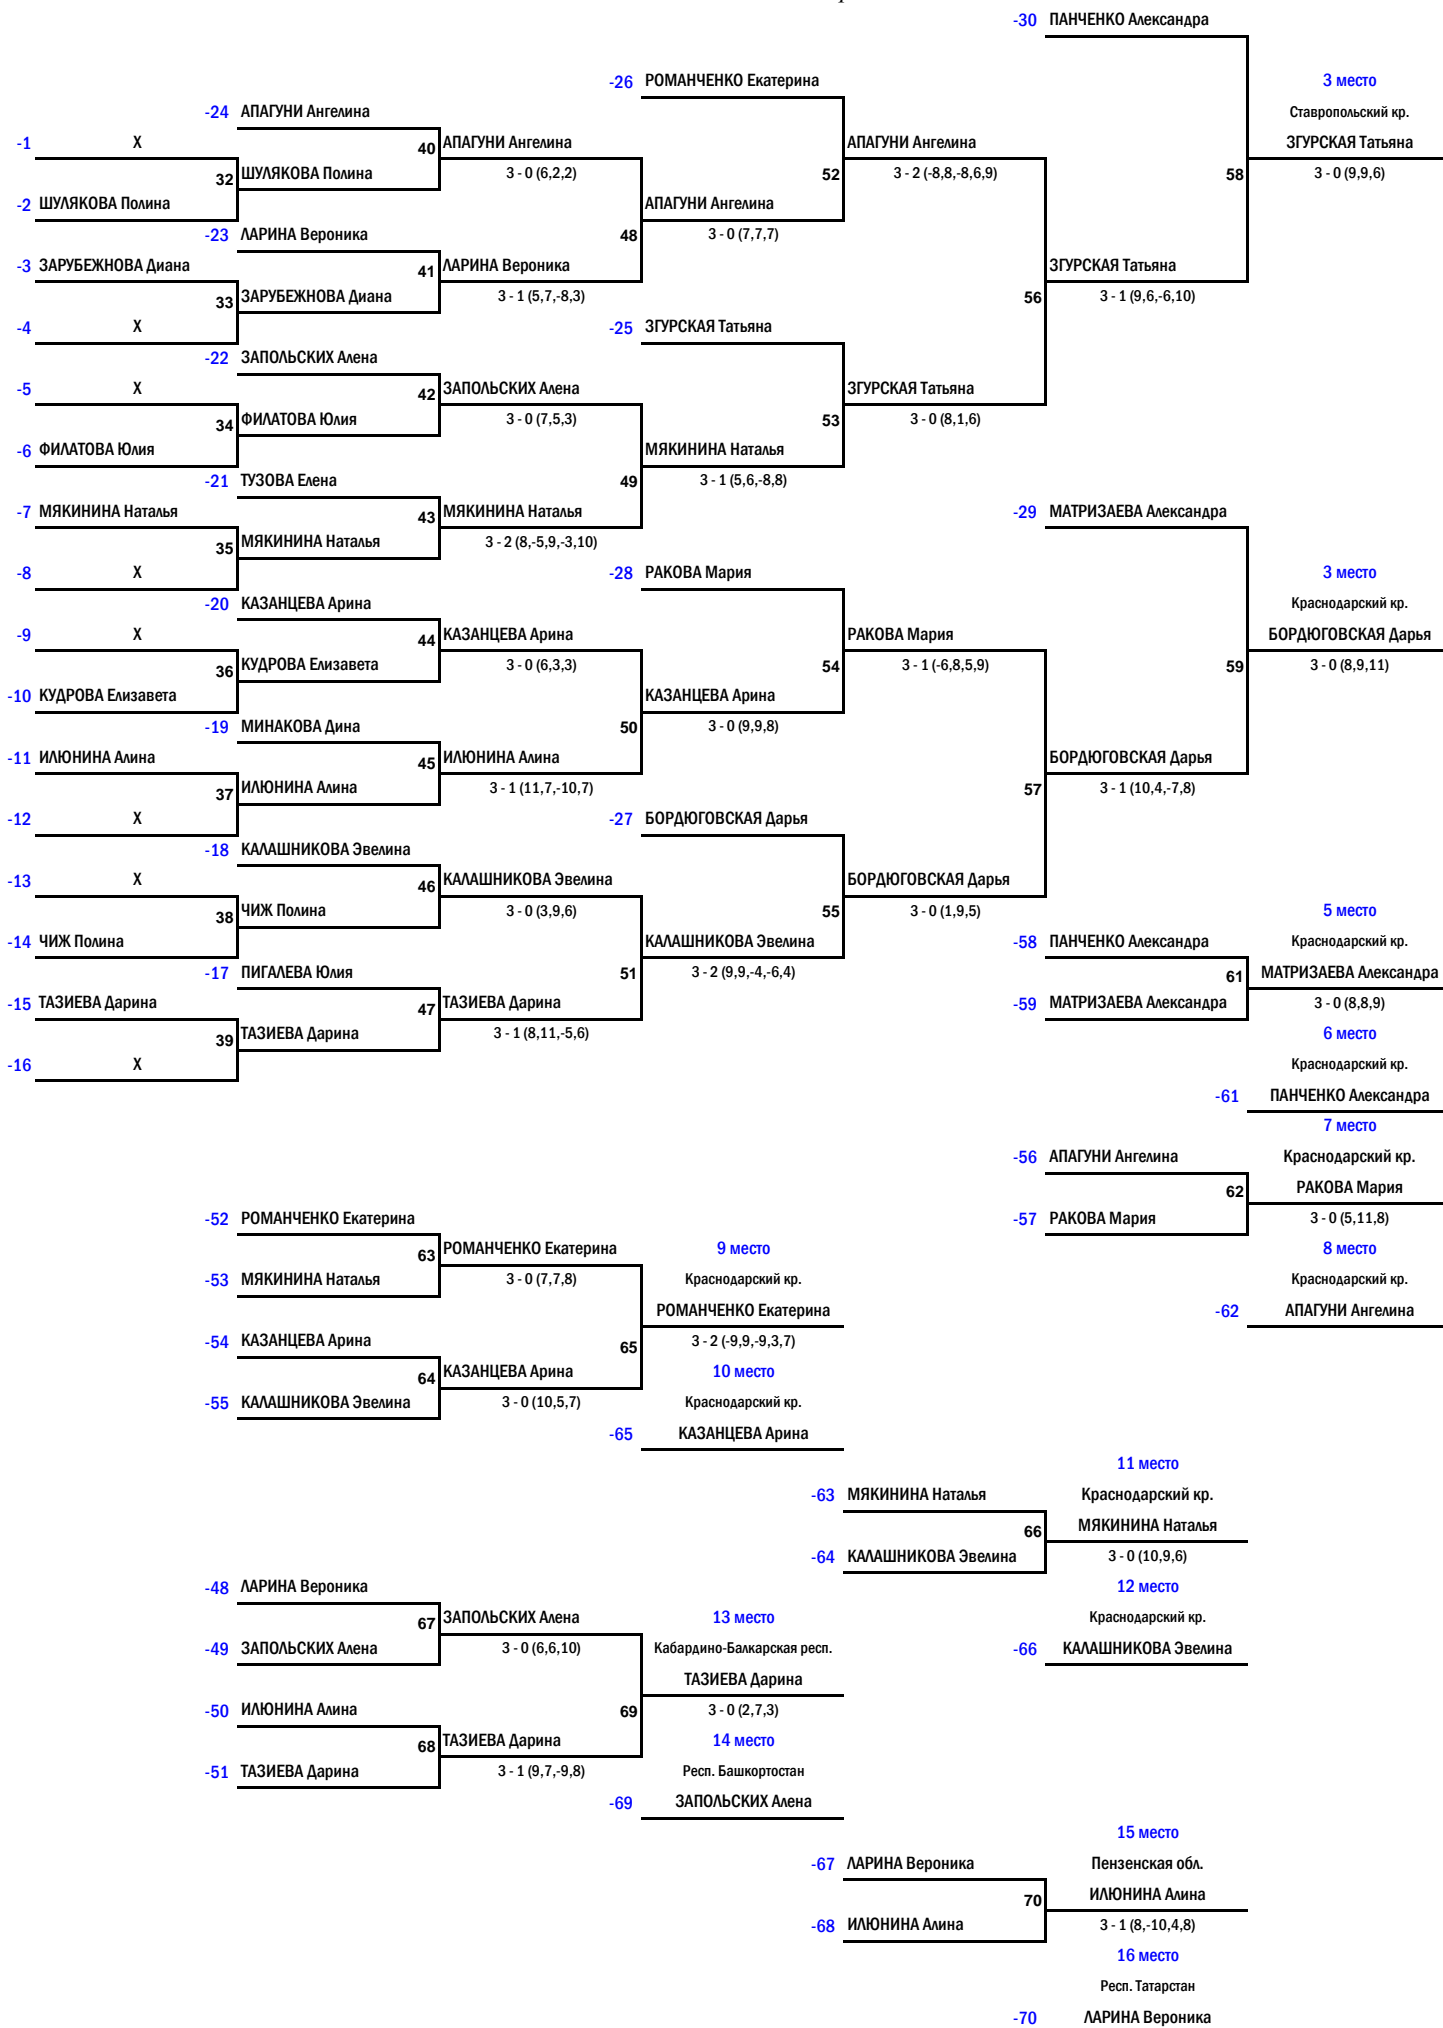 -30 ПАНЧЕНКО Александра
-26 РОМАНЧЕНКО Екатерина
3 место
-24 АПАГУНИ Ангелина
Ставропольский кр.
-1 X
40 АПАГУНИ Ангелина
АПАГУНИ Ангелина
ЗГУРСКАЯ Татьяна
32 ШУЛЯКОВА Полина
3 - 0 (6,2,2)
52
3 - 2 (-8,8,-8,6,9)
58
3 - 0 (9,9,6)
-2 ШУЛЯКОВА Полина
АПАГУНИ Ангелина
-23 ЛАРИНА Вероника
48
3 - 0 (7,7,7)
-3 ЗАРУБЕЖНОВА Диана
41 ЛАРИНА Вероника
ЗГУРСКАЯ Татьяна
33 ЗАРУБЕЖНОВА Диана
3 - 1 (5,7,-8,3)
56
3 - 1 (9,6,-6,10)
-4 X
-25 ЗГУРСКАЯ Татьяна
-22 ЗАПОЛЬСКИХ Алена
-5 X
42 ЗАПОЛЬСКИХ Алена
ЗГУРСКАЯ Татьяна
34 ФИЛАТОВА Юлия
3 - 0 (7,5,3)
53
3 - 0 (8,1,6)
-6 ФИЛАТОВА Юлия
МЯКИНИНА Наталья
-21 ТУЗОВА Елена
49
3 - 1 (5,6,-8,8)
-7 МЯКИНИНА Наталья
43 МЯКИНИНА Наталья
-29 МАТРИЗАЕВА Александра
35 МЯКИНИНА Наталья
3 - 2 (8,-5,9,-3,10)
-8 X
-28 РАКОВА Мария
3 место
-20 КАЗАНЦЕВА Арина
Краснодарский кр.
-9 X
44 КАЗАНЦЕВА Арина
РАКОВА Мария
БОРДЮГОВСКАЯ Дарья
36 КУДРОВА Елизавета
3 - 0 (6,3,3)
54
3 - 1 (-6,8,5,9)
59
3 - 0 (8,9,11)
-10 КУДРОВА Елизавета
КАЗАНЦЕВА Арина
-19 МИНАКОВА Дина
50
3 - 0 (9,9,8)
-11 ИЛЮНИНА Алина
45 ИЛЮНИНА Алина
БОРДЮГОВСКАЯ Дарья
37 ИЛЮНИНА Алина
3 - 1 (11,7,-10,7)
57
3 - 1 (10,4,-7,8)
-12 X
-27 БОРДЮГОВСКАЯ Дарья
-18 КАЛАШНИКОВА Эвелина
-13 X
46 КАЛАШНИКОВА Эвелина
БОРДЮГОВСКАЯ Дарья
38 ЧИЖ Полина
3 - 0 (3,9,6)
55
3 - 0 (1,9,5)
5 место
-14 ЧИЖ Полина
КАЛАШНИКОВА Эвелина
-58 ПАНЧЕНКО Александра
Краснодарский кр.
-17 ПИГАЛЕВА Юлия
51
3 - 2 (9,9,-4,-6,4)
61
МАТРИЗАЕВА Александра
-15 ТАЗИЕВА Дарина
47 ТАЗИЕВА Дарина
-59 МАТРИЗАЕВА Александра
3 - 0 (8,8,9)
39 ТАЗИЕВА Дарина
3 - 1 (8,11,-5,6)
6 место
-16 X
Краснодарский кр.
-61 ПАНЧЕНКО Александра
7 место
-56 АПАГУНИ Ангелина
Краснодарский кр.
62
РАКОВА Мария
-52 РОМАНЧЕНКО Екатерина
-57 РАКОВА Мария
3 - 0 (5,11,8)
63 РОМАНЧЕНКО Екатерина
9 место
8 место
-53 МЯКИНИНА Наталья
3 - 0 (7,7,8)
Краснодарский кр.
Краснодарский кр.
РОМАНЧЕНКО Екатерина
-62 АПАГУНИ Ангелина
-54 КАЗАНЦЕВА Арина
65
3 - 2 (-9,9,-9,3,7)
64 КАЗАНЦЕВА Арина
10 место
-55 КАЛАШНИКОВА Эвелина
3 - 0 (10,5,7)
Краснодарский кр.
-65 КАЗАНЦЕВА Арина
11 место
-63 МЯКИНИНА Наталья
Краснодарский кр.
66
МЯКИНИНА Наталья
-64 КАЛАШНИКОВА Эвелина
3 - 0 (10,9,6)
-48 ЛАРИНА Вероника
12 место
67 ЗАПОЛЬСКИХ Алена
13 место
Краснодарский кр.
-49 ЗАПОЛЬСКИХ Алена
3 - 0 (6,6,10)
Кабардино-Балкарская респ.
-66 КАЛАШНИКОВА Эвелина
ТАЗИЕВА Дарина
-50 ИЛЮНИНА Алина
69
3 - 0 (2,7,3)
68 ТАЗИЕВА Дарина
14 место
-51 ТАЗИЕВА Дарина
3 - 1 (9,7,-9,8)
Респ. Башкортостан
-69 ЗАПОЛЬСКИХ Алена
15 место
-67 ЛАРИНА Вероника
Пензенская обл.
70
ИЛЮНИНА Алина
-68 ИЛЮНИНА Алина
3 - 1 (8,-10,4,8)
16 место
Респ. Татарстан
-70 ЛАРИНА Вероника